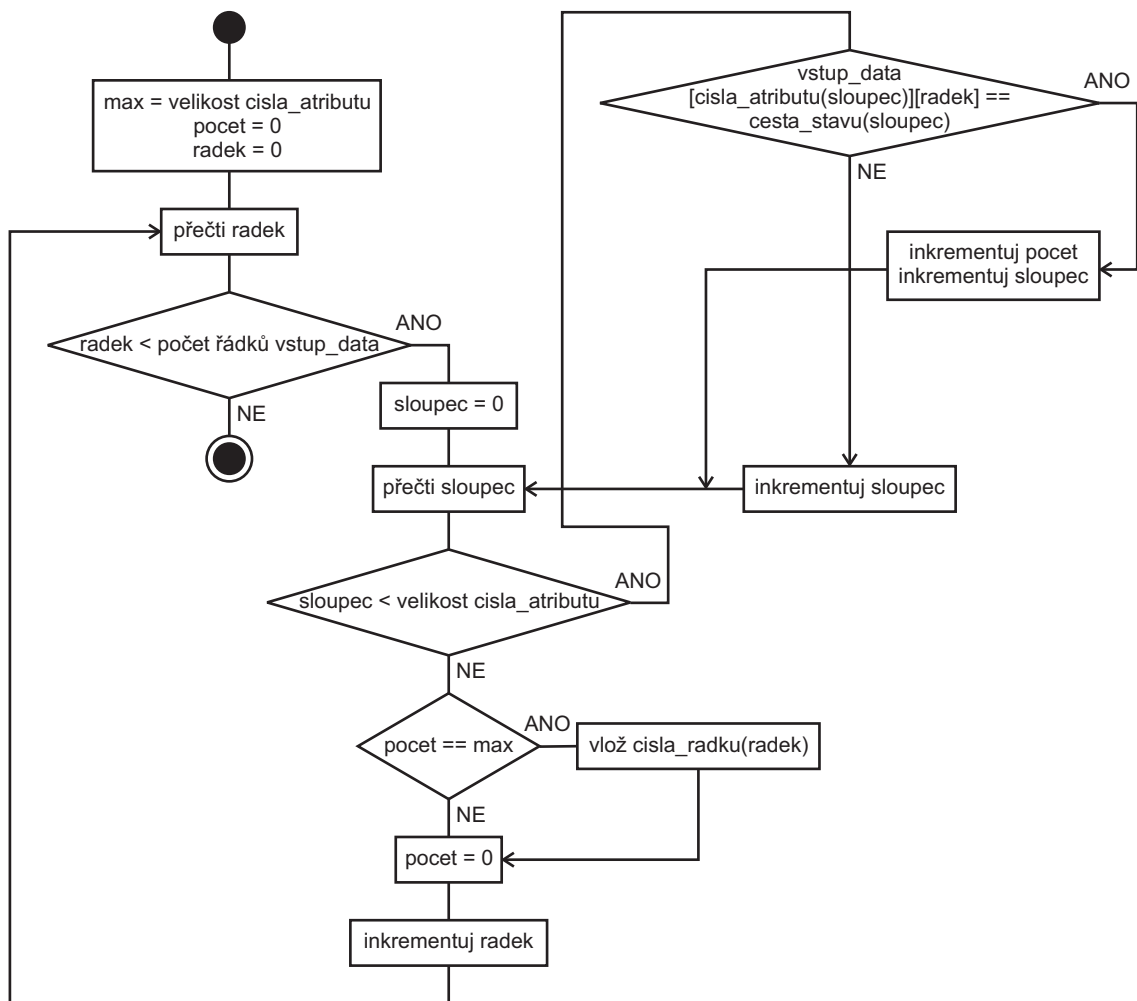 max = velikost cisla_atributu
pocet = 0
radek = 0
přečti radek
radek < počet řádků vstup_data
ANO
NE
sloupec = 0
přečti sloupec
sloupec < velikost cisla_atributu
ANO
NE
vstup_data
[cisla_atributu(sloupec)][radek] ==
cesta_stavu(sloupec)
ANO
NE
inkrementuj pocet
inkrementuj sloupec
inkrementuj sloupec
pocet == max
ANO
vlož cisla_radku(radek)
NE
pocet = 0
inkrementuj radek